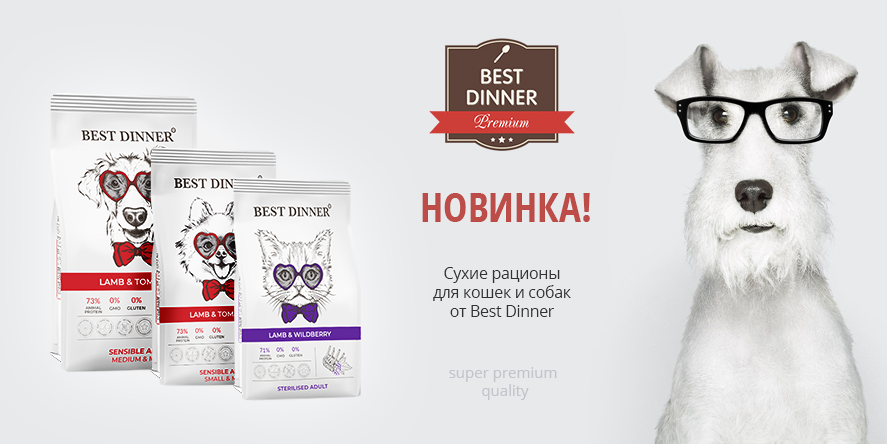 BEST DINNER
LAMB & TOM
73% 0% 0%
ANIMAL PROTEIN GMO GLUTEN
SENSIBLE A
MEDIUM & M
BEST DINNER
LAMB & TOM
73% 0% 0%
ANIMAL PROTEIN GMO GLUTEN
SENSIBLE A
SMALL & M
BEST DINNER
LAMB & WILDBERRY
71% 0% 0%
ANIMAL PROTEIN GMO GLUTEN
STERILISED ADULT
BEST
DINNER
Premium
НОВИНКА!
Сухие рационы
для кошек и собак
от Best Dinner
super premium
quality